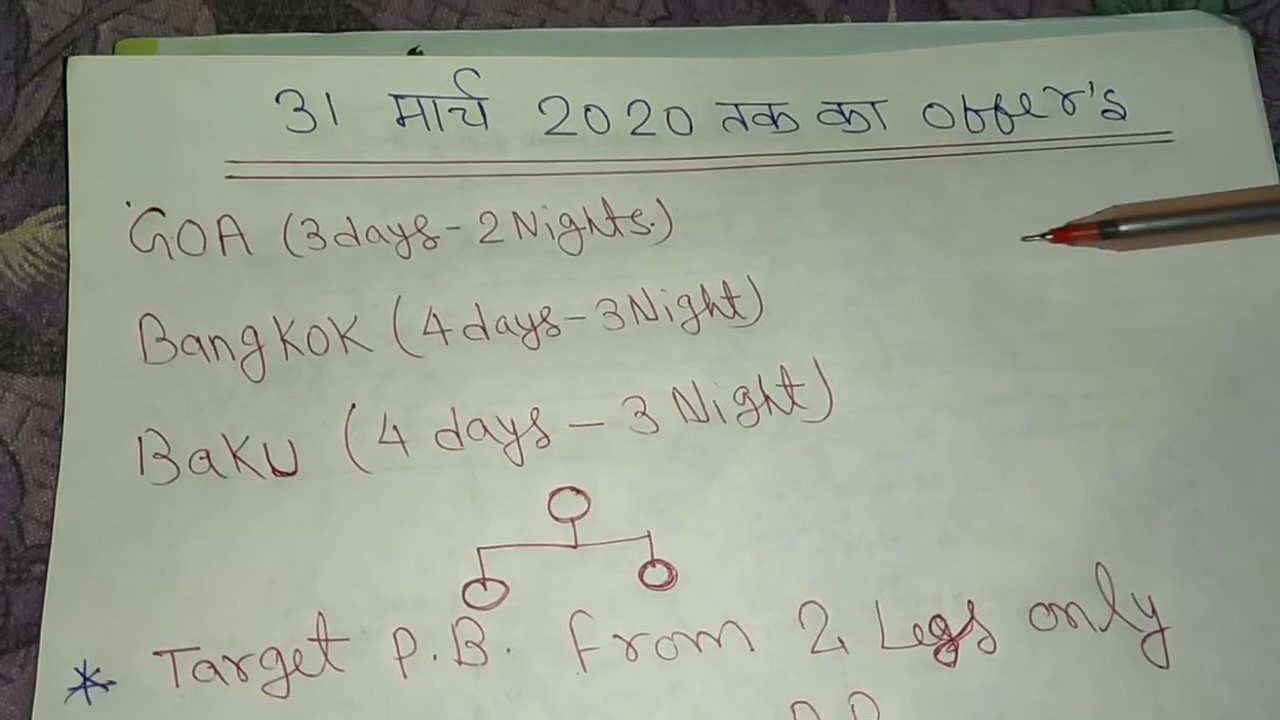 31 मार्च 2020 तक का Offer's
GOA (3days-2Nights.)
Bangkok (4days-3Night)
Baku (4 days-3 Night)
* Target P.B. from 2 Legs only